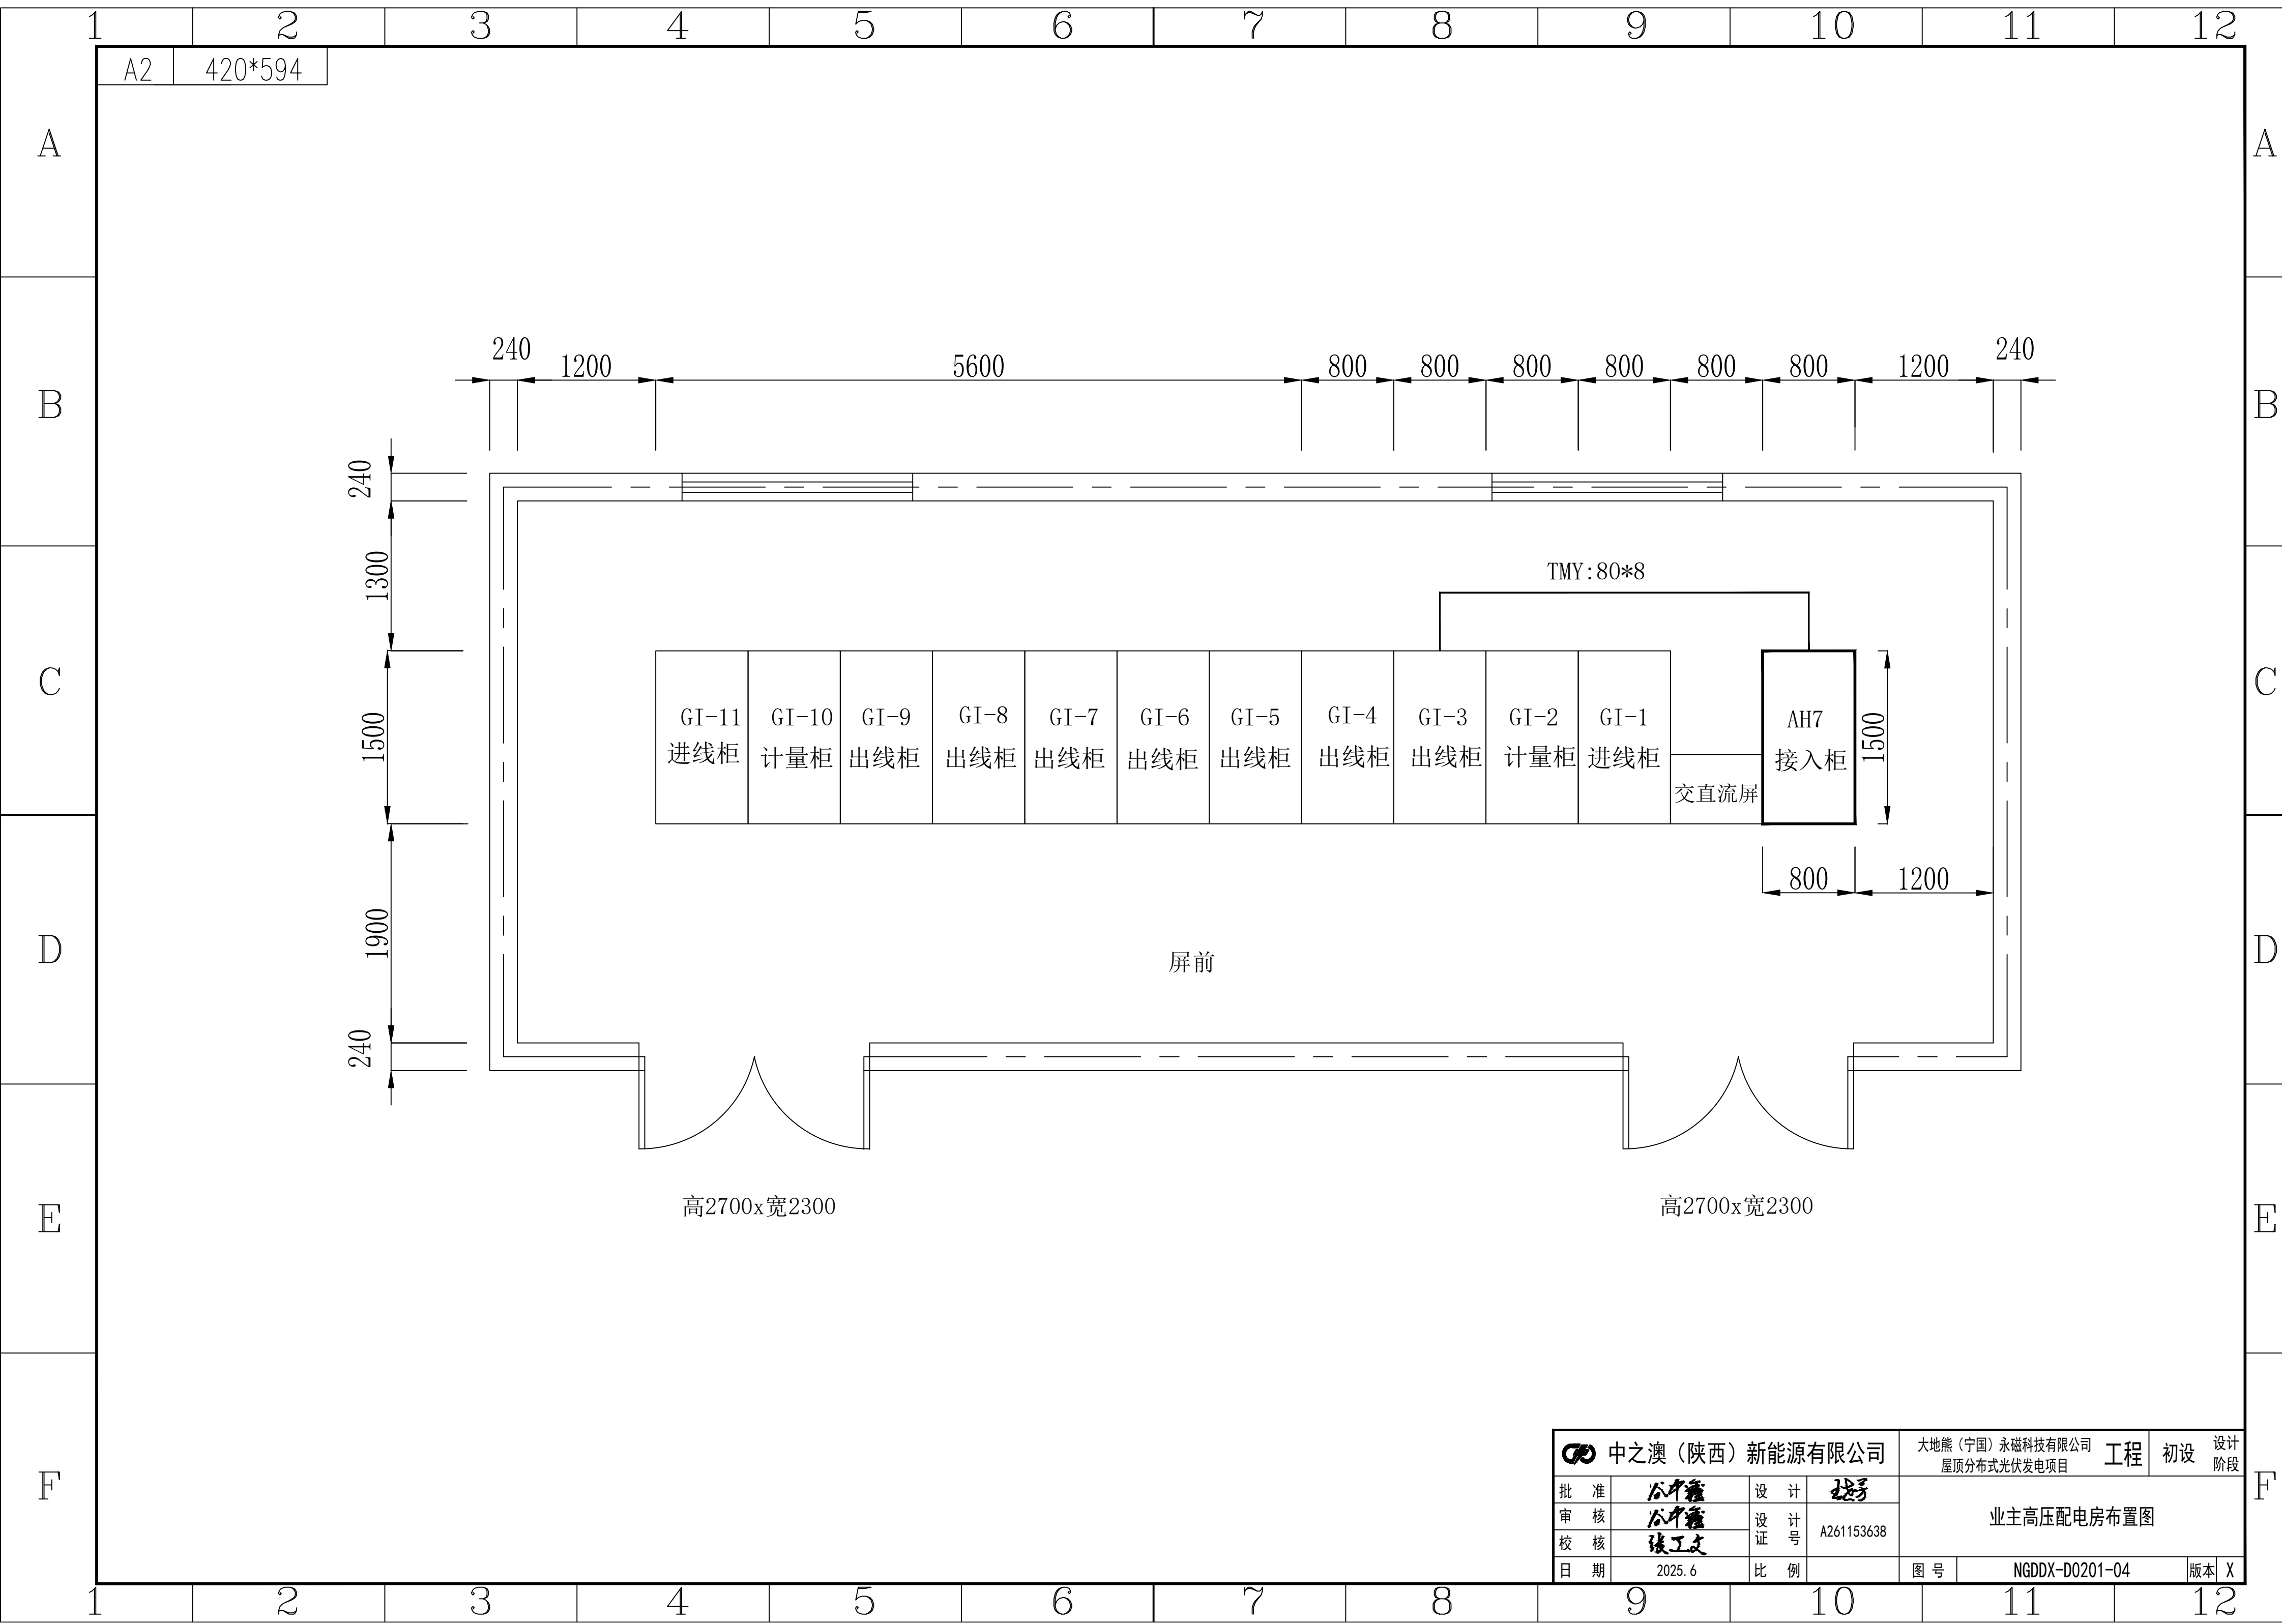 1 2 3 4 5 6 7 8 9 10 11 12
A2 420*594
A A
240 1200 5600 800 800 800 800 800 800 1200 240
B B
240
1300
TMY:80*8
C C
1500
GI-11 GI-10 GI-9 GI-8 GI-7 GI-6 GI-5 GI-4 GI-3 GI-2 GI-1 AH7
进线柜 计量柜 出线柜 出线柜 出线柜 出线柜 出线柜 出线柜 出线柜 计量柜 进线柜 接入柜
1500
交直流屏
800 1200
1900
D D
屏前
240
高2700x宽2300 高2700x宽2300
E E
F F
中之澳（陕西）新能源有限公司
大地熊（宁国）永磁科技有限公司
屋顶分布式光伏发电项目
工程 初设 设计
阶段
批 准 设 计
审 核 设 计
证 号 A261153638
校 核
业主高压配电房布置图
日 期 2025.6 比 例 图 号 NGDDX-D0201-04 版本 X
1 2 3 4 5 6 7 8 9 10 11 12